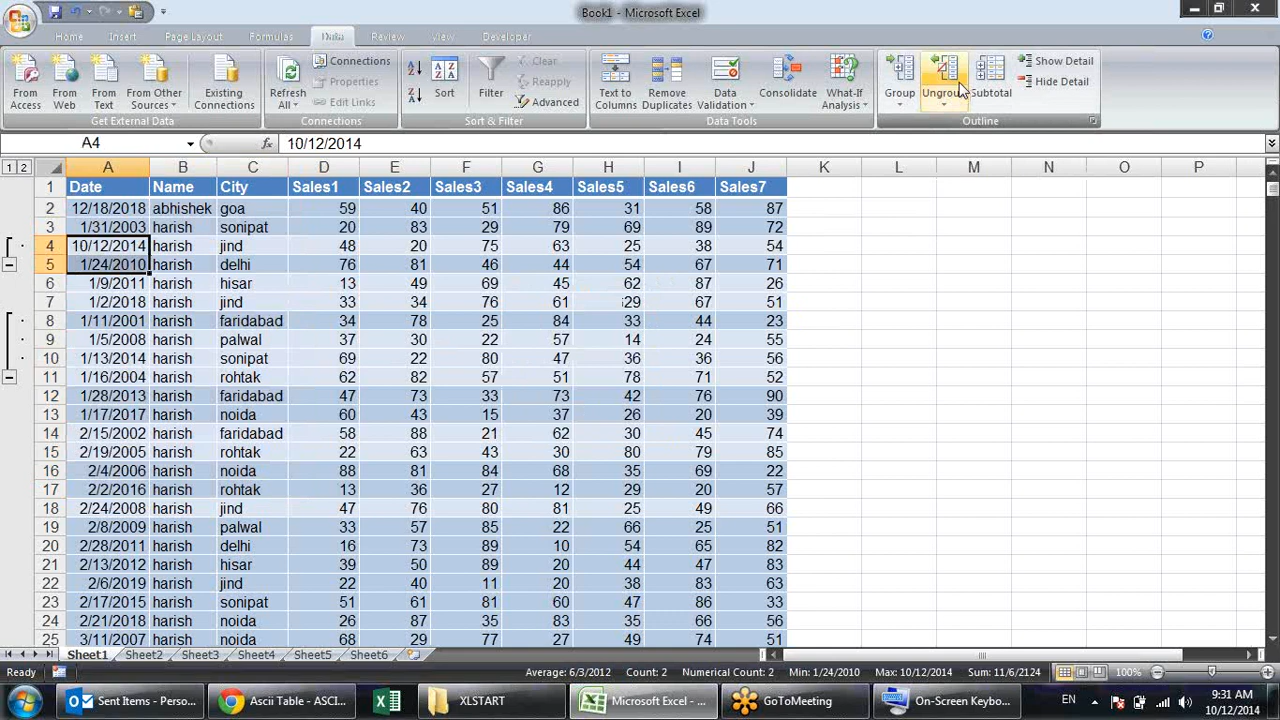 Book1 - Microsoft Excel
Home Insert Page Layout Formulas Data Review View Developer
From Access
From Web
From Text
From Other Sources
Existing Connections
Get External Data
Refresh All
Connections
Properties
Edit Links
Connections
Sort
Filter
Clear
Reapply
Advanced
Sort & Filter
Text to Columns
Remove Duplicates
Data Validation
Consolidate
What-If Analysis
Data Tools
Group
Ungroup
Subtotal
Show Detail
Hide Detail
Outline
A4 fx 10/12/2014
1 2 A B C D E F G H I J K L M N O P
1 Date Name City Sales1 Sales2 Sales3 Sales4 Sales5 Sales6 Sales7
2 12/18/2018 abhishek goa 59 40 51 86 31 58 87
3 1/31/2003 harish sonipat 20 83 29 79 69 89 72
4 10/12/2014 harish jind 48 20 75 63 25 38 54
5 1/24/2010 harish delhi 76 81 46 44 54 67 71
6 1/9/2011 harish hisar 13 49 69 45 62 87 26
7 1/2/2018 harish jind 33 34 76 61 29 67 51
8 1/11/2001 harish faridabad 34 78 25 84 33 44 23
9 1/5/2008 harish palwal 37 30 22 57 14 24 55
10 1/13/2014 harish sonipat 69 22 80 47 36 36 56
11 1/16/2004 harish rohtak 62 82 57 51 78 71 52
12 1/28/2013 harish faridabad 47 73 33 73 42 76 90
13 1/17/2017 harish noida 60 43 15 37 26 20 39
14 2/15/2002 harish faridabad 58 88 21 62 30 45 74
15 2/19/2005 harish rohtak 22 63 43 30 80 79 85
16 2/4/2006 harish noida 88 81 84 68 35 69 22
17 2/2/2016 harish rohtak 13 36 27 12 29 20 57
18 2/24/2008 harish jind 47 76 80 81 25 49 66
19 2/8/2009 harish palwal 33 57 85 22 66 25 51
20 2/28/2011 harish delhi 16 73 89 10 54 65 82
21 2/13/2012 harish hisar 39 50 89 20 44 47 83
22 2/6/2019 harish jind 22 40 11 20 38 83 63
23 2/17/2015 harish sonipat 51 61 81 60 47 86 33
24 2/21/2018 harish noida 26 87 35 83 35 66 56
25 3/11/2007 harish noida 68 29 77 27 49 74 51
Sheet1 Sheet2 Sheet3 Sheet4 Sheet5 Sheet6
Ready Average: 6/3/2012 Count: 2 Numerical Count: 2 Min: 1/24/2010 Max: 10/12/2014 Sum: 11/6/2124 100%
Sent Items - Perso... Ascii Table - ASCI... XLSTART Microsoft Excel - ... GoToMeeting On-Screen Keybo... EN 9:31 AM
10/12/2014